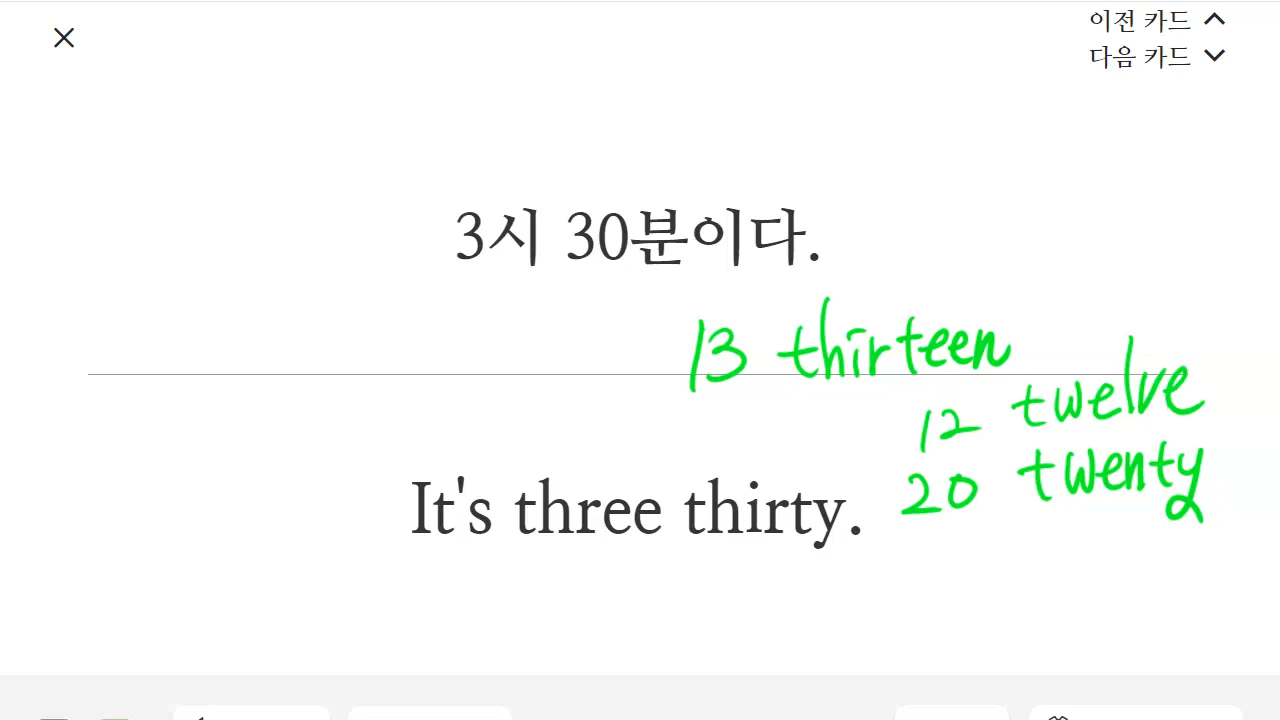 이전 카드
다음 카드
3시 30분이다.
13 thirteen
12 twelve
20 twenty
It's three thirty.